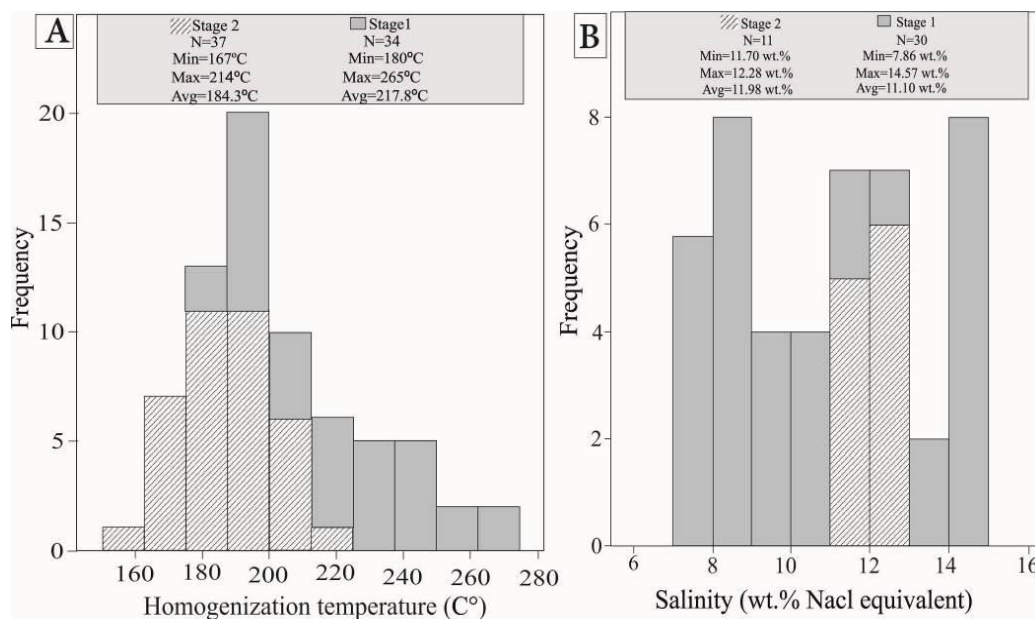 A
Stage 2 Stage1
N=37 N=34
Min=167ºC Min=180ºC
Max=214ºC Max=265ºC
Avg=184.3ºC Avg=217.8ºC
20
15
10
5
0
Frequency
160 180 200 220 240 260 280
Homogenization temperature (C°)
B
Stage 2 Stage 1
N=11 N=30
Min=11.70 wt.% Min=7.86 wt.%
Max=12.28 wt.% Max=14.57 wt.%
Avg=11.98 wt.% Avg=11.10 wt.%
8
6
4
2
0
Frequency
6 8 10 12 14 16
Salinity (wt.% Nacl equivalent)